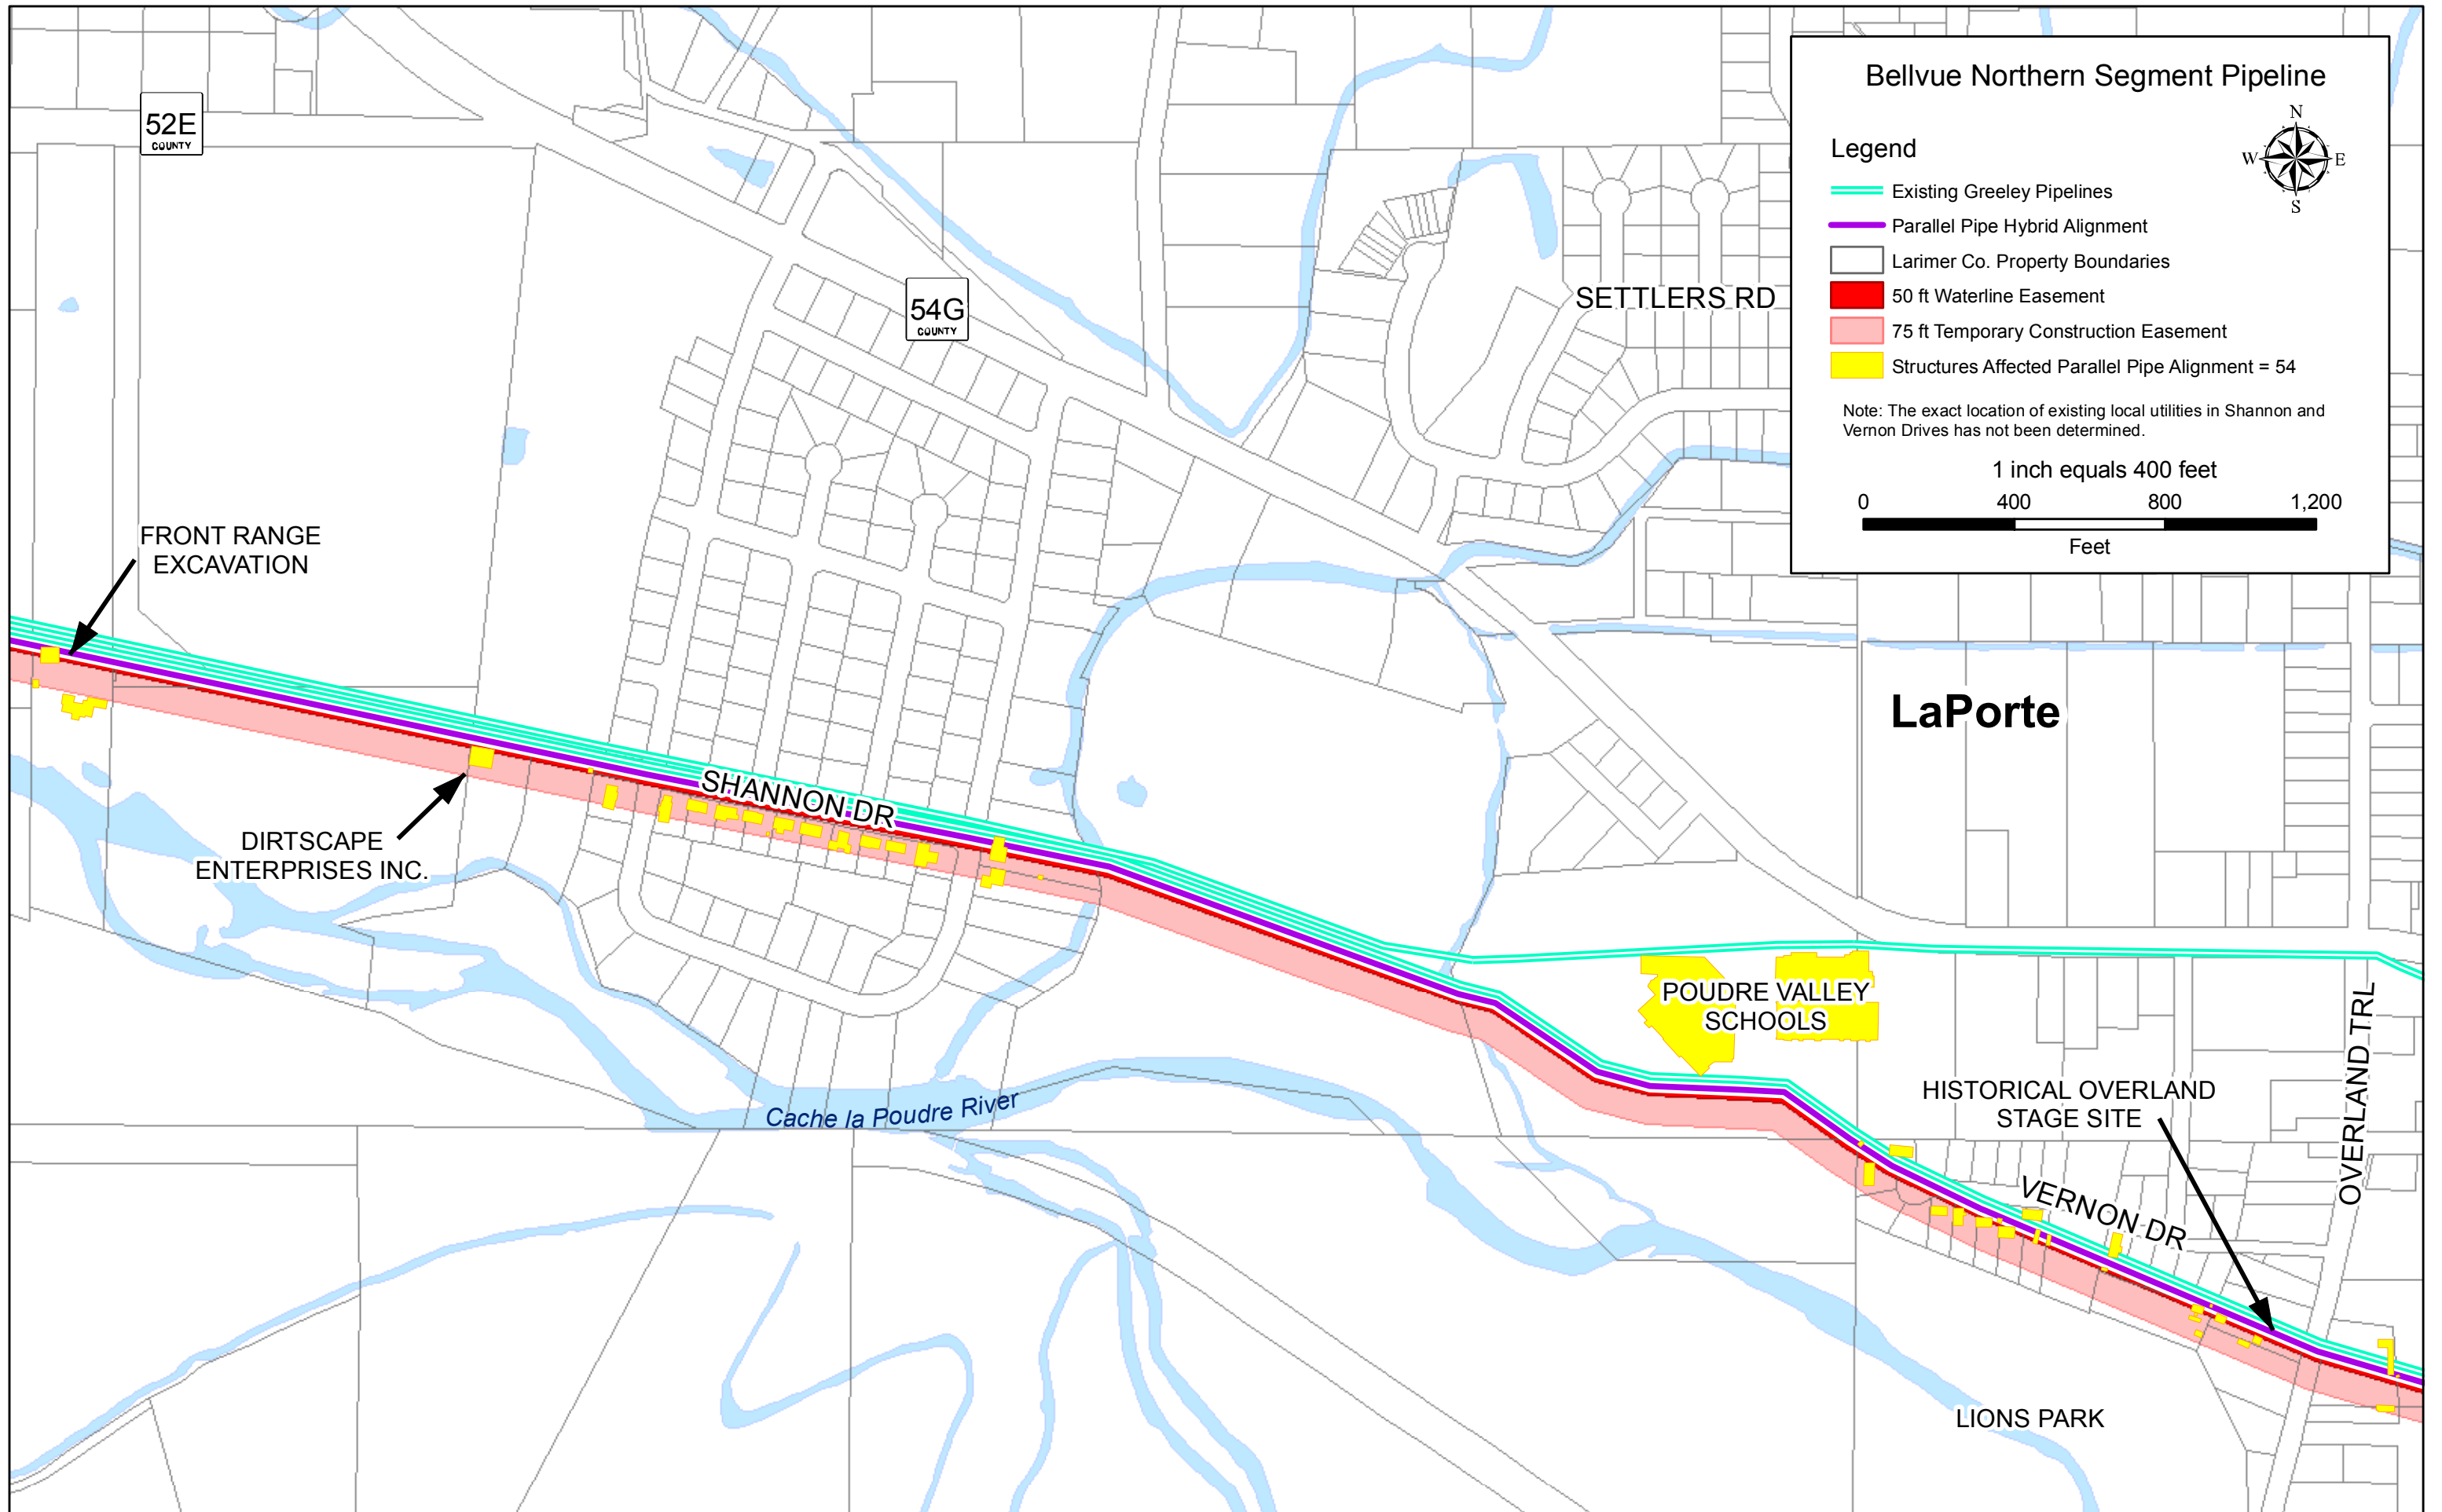 Bellvue Northern Segment Pipeline
N
W
E
S
Legend
Existing Greeley Pipelines
Parallel Pipe Hybrid Alignment
Larimer Co. Property Boundaries
50 ft Waterline Easement
75 ft Temporary Construction Easement
Structures Affected Parallel Pipe Alignment = 54
Note: The exact location of existing local utilities in Shannon and
Vernon Drives has not been determined.
1 inch equals 400 feet
0 400 800 1,200
Feet
52E
COUNTY
54G
COUNTY
SETTLERS RD
FRONT RANGE
EXCAVATION
LaPorte
SHANNON DR
DIRTSCAPE
ENTERPRISES INC.
POUDRE VALLEY
SCHOOLS
OVERLAND TRL
HISTORICAL OVERLAND
STAGE SITE
Cache la Poudre River
VERNON DR
LIONS PARK